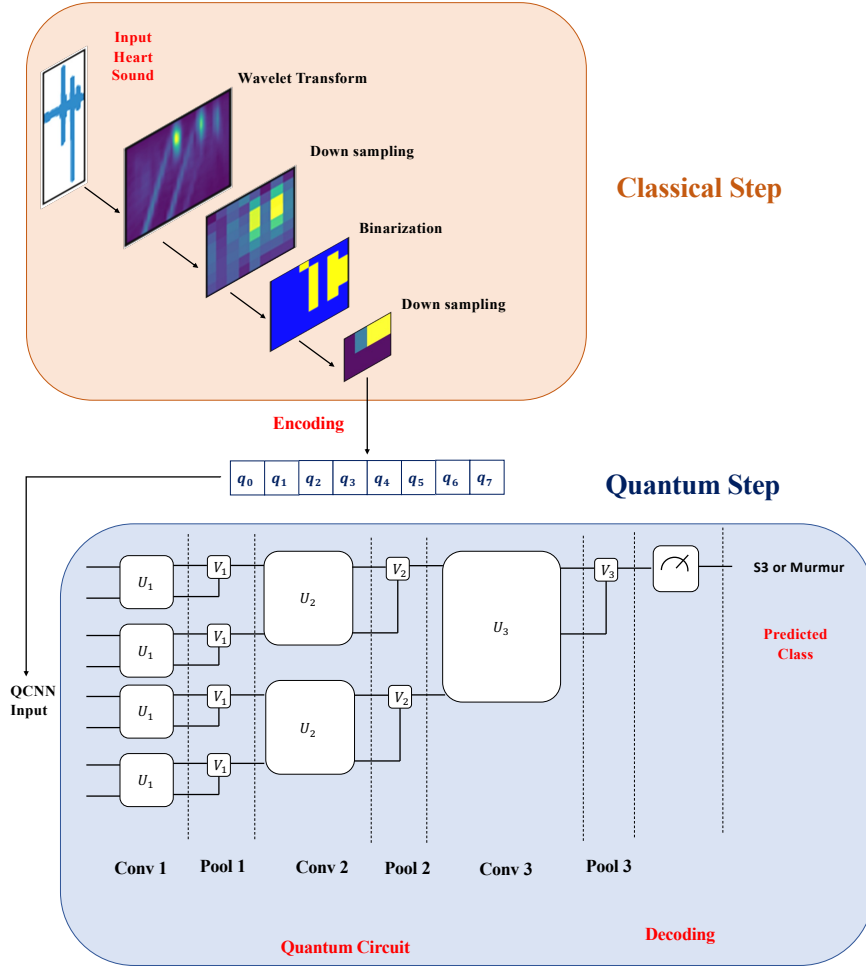 Input
Heart
Sound
Wavelet Transform
Down sampling
Binarization
Down sampling
Classical Step
Encoding
q₀ q₁ q₂ q₃ q₄ q₅ q₆ q₇
Quantum Step
QCNN
Input
U₁ V₁ U₂ V₂ U₃ V₃ S3 or Murmur
U₁ V₁
U₁ V₁ U₂ V₂
U₁ V₁
Predicted
Class
Conv 1 Pool 1 Conv 2 Pool 2 Conv 3 Pool 3
Quantum Circuit Decoding